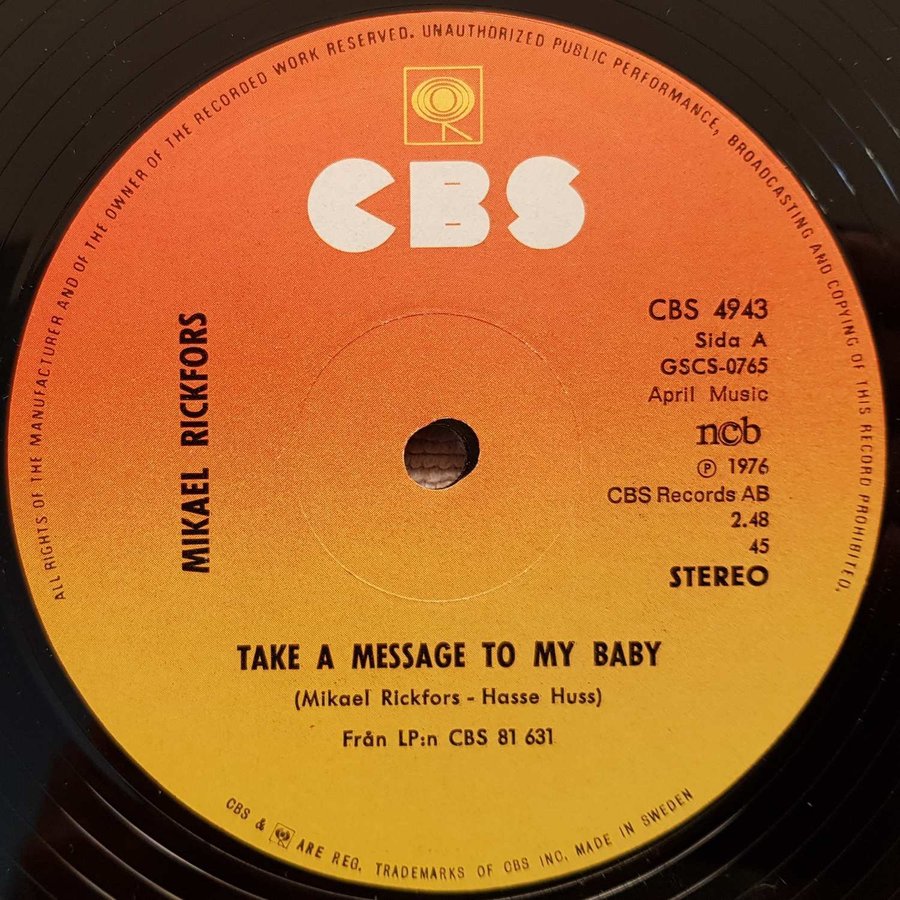 ALL RIGHTS OF THE MANUFACTURER AND OF THE OWNER OF THE RECORDED WORK RESERVED. UNAUTHORIZED PUBLIC PERFORMANCE, BROADCASTING AND COPYING OF THIS RECORD PROHIBITED.
CBS
MIKAEL RICKFORS
CBS 4943
Sida A
GSCS-0765
April Music
ncb
℗ 1976
CBS Records AB
2.48
45
STEREO
TAKE A MESSAGE TO MY BABY
(Mikael Rickfors - Hasse Huss)
Från LP:n CBS 81 631
CBS & ARE REG. TRADEMARKS OF CBS INC. MADE IN SWEDEN